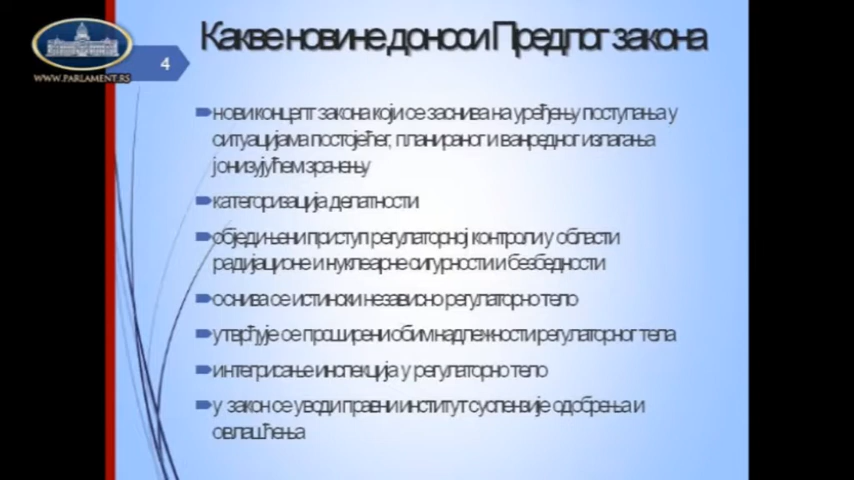 WWW.PARLAMENT.RS
4
Какве новине доноси Предлог закона
нови концепт закона који се заснива на уређењу поступања у
ситуацијама постојећег, планираног и ванредног излагања
јонизујућем зрачењу
категоризација делатности
обједињени приступ регулаторној контроли у области
радијационе и нуклеарне сигурности и безбедности
оснива се истински независно регулаторно тело
утврђује се проширени обим надлежности регулаторног тела
интегрисање инспекција у регулаторно тело
у закон се уводи правни институт суспензије одобрења и
овлашћења